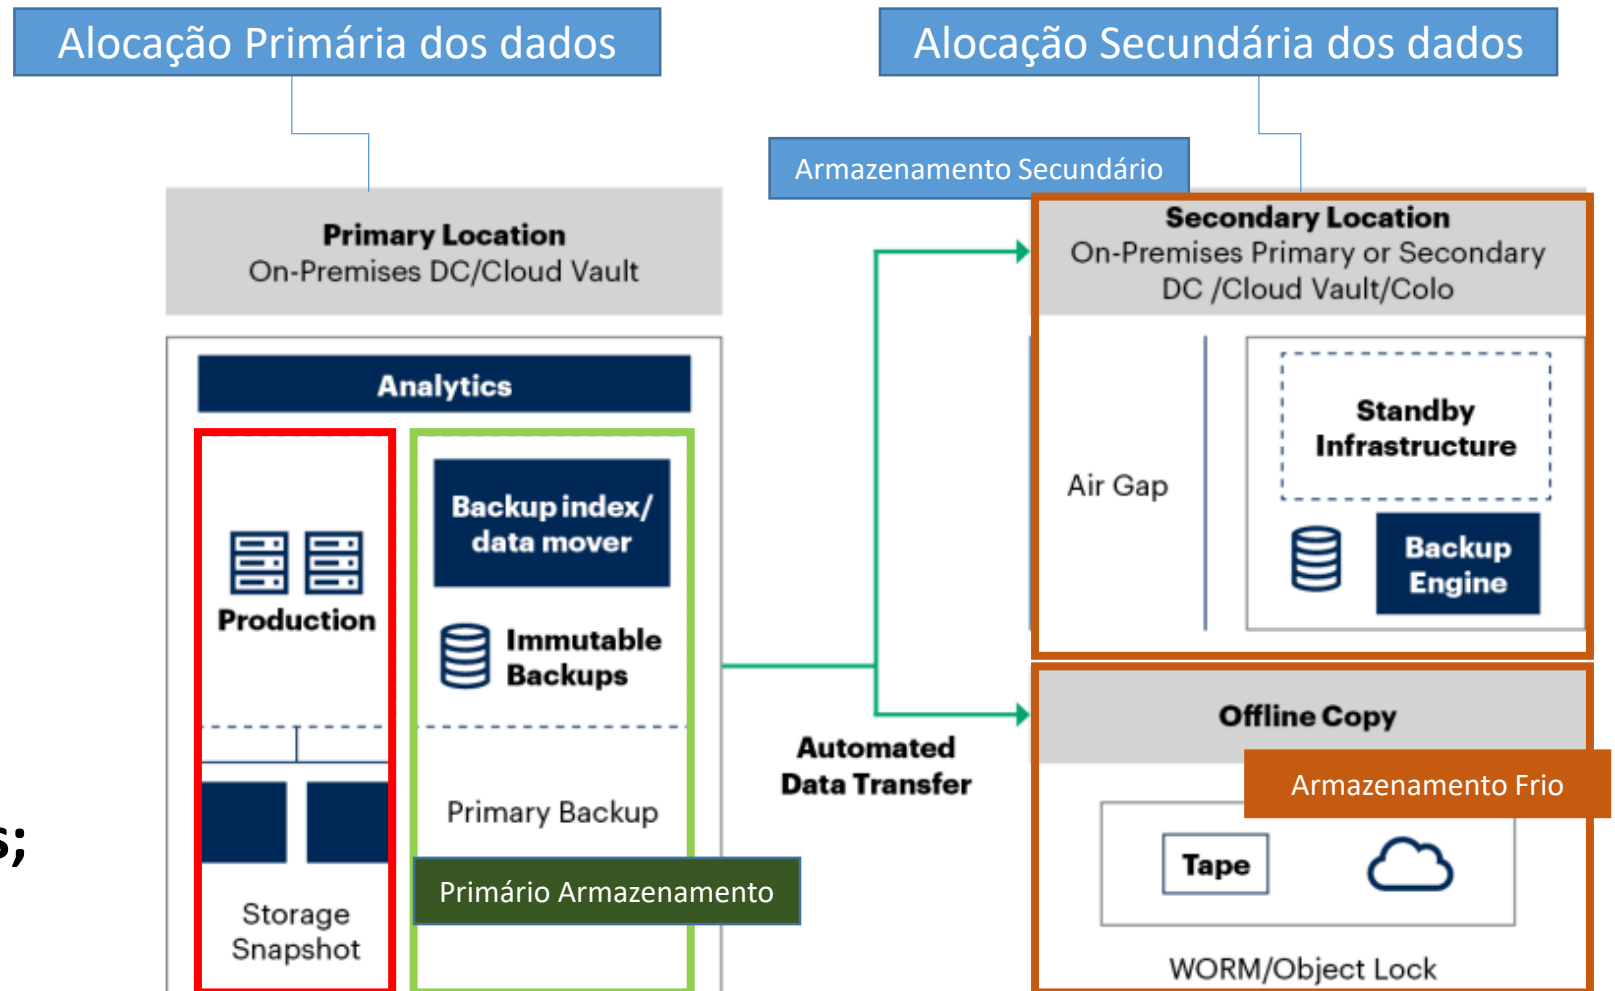 Alocação Primária dos dados
Alocação Secundária dos dados
Armazenamento Secundário
Primary Location
On-Premises DC/Cloud Vault
Secondary Location
On-Premises Primary or Secondary
DC /Cloud Vault/Colo
Analytics
Production
Storage
Snapshot
Backup index/
data mover
Immutable
Backups
Primary Backup
Primário Armazenamento
Automated
Data Transfer
Air Gap
Standby
Infrastructure
Backup
Engine
Offline Copy
Armazenamento Frio
Tape
WORM/Object Lock
s;